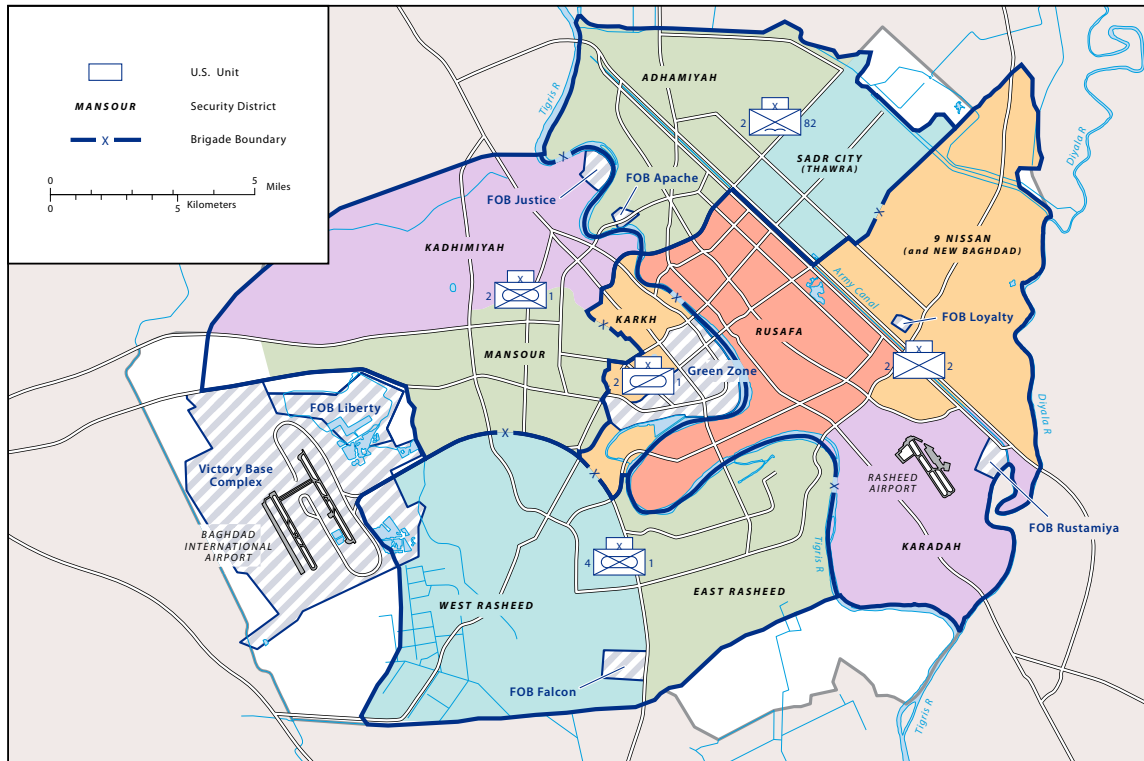 U.S. Unit
MANSOUR
Security District
X
Brigade Boundary
0
5
Miles
0
Kilometers
5
Tigris R
ADHAMIYAH
X
2
82
SADR CITY
(THAWRA)
Diyala R
X
FOB Apache
FOB Justice
X
KADHIMIYAH
9 NISSAN
(and NEW BAGHDAD)
X
2
1
Army Canal
X
KARKH
X
RUSAFA
FOB Loyalty
MANSOUR
X
X
2
1
Green Zone
X
2
2
FOB Liberty
Diyala R
X
Victory Base
Complex
X
RASHEED
AIRPORT
X
FOB Rustamiya
BAGHDAD
INTERNATIONAL
AIRPORT
Tigris R
KARADAH
X
4
1
WEST RASHEED
EAST RASHEED
FOB Falcon
Tigris R